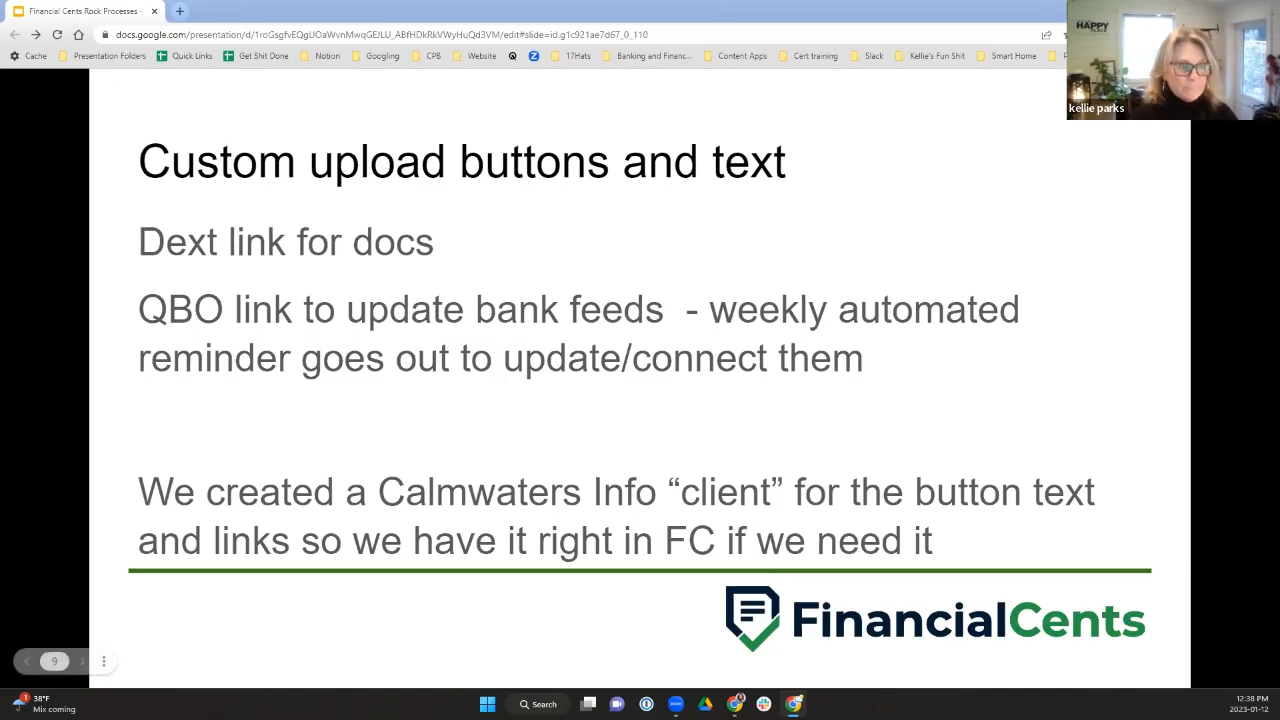 Financial Cents Rock Processes -
docs.google.com/presentation/d/1roGsgfvEQgUOaWvnMwqGEJLU_ABfHDkRkVWyHuQd3VM/edit#slide=id.g1c921ae7d67_0_110
Cache Presentation Folders Quick Links Get Shit Done Notion Googling CPB Website 17Hats Banking and Financ... Content Apps Cert training Slack Kellie's Fun Shit Smart Home
HAPPY
kellie parks
Custom upload buttons and text
Dext link for docs
QBO link to update bank feeds - weekly automated
reminder goes out to update/connect them
We created a Calmwaters Info “client” for the button text
and links so we have it right in FC if we need it
FinancialCents
9
1
38°F
Mix coming
Search
12:38 PM
2023-01-12